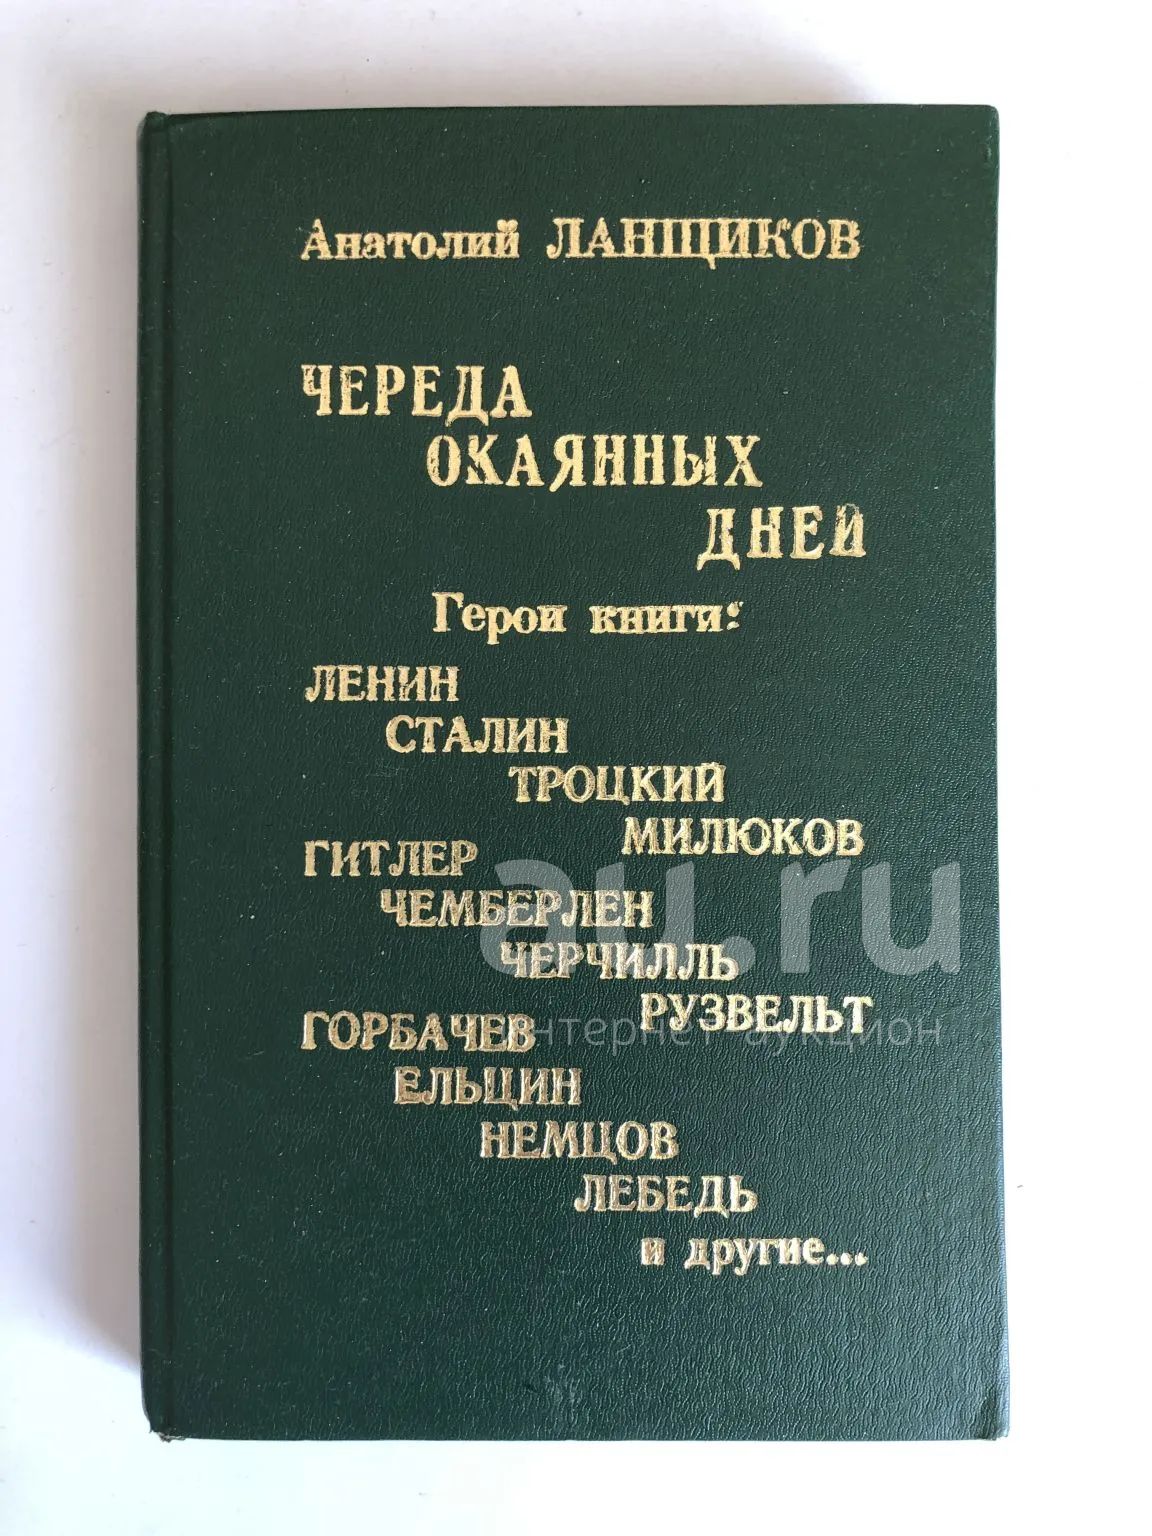 Анатолий ЛАНЩИКОВ
ЧЕРЕДА
ОКАЯННЫХ
ДНЕЙ
Герои книги:
ЛЕНИН
СТАЛИН
ТРОЦКИЙ
МИЛЮКОВ
ГИТЛЕР
ЧЕМБЕРЛЕН
ЧЕРЧИЛЛЬ
РУЗВЕЛЬТ
ГОРБАЧЕВ
ЕЛЬЦИН
НЕМЦОВ
ЛЕБЕДЬ
и другие...
au.ru
интернет-аукцион